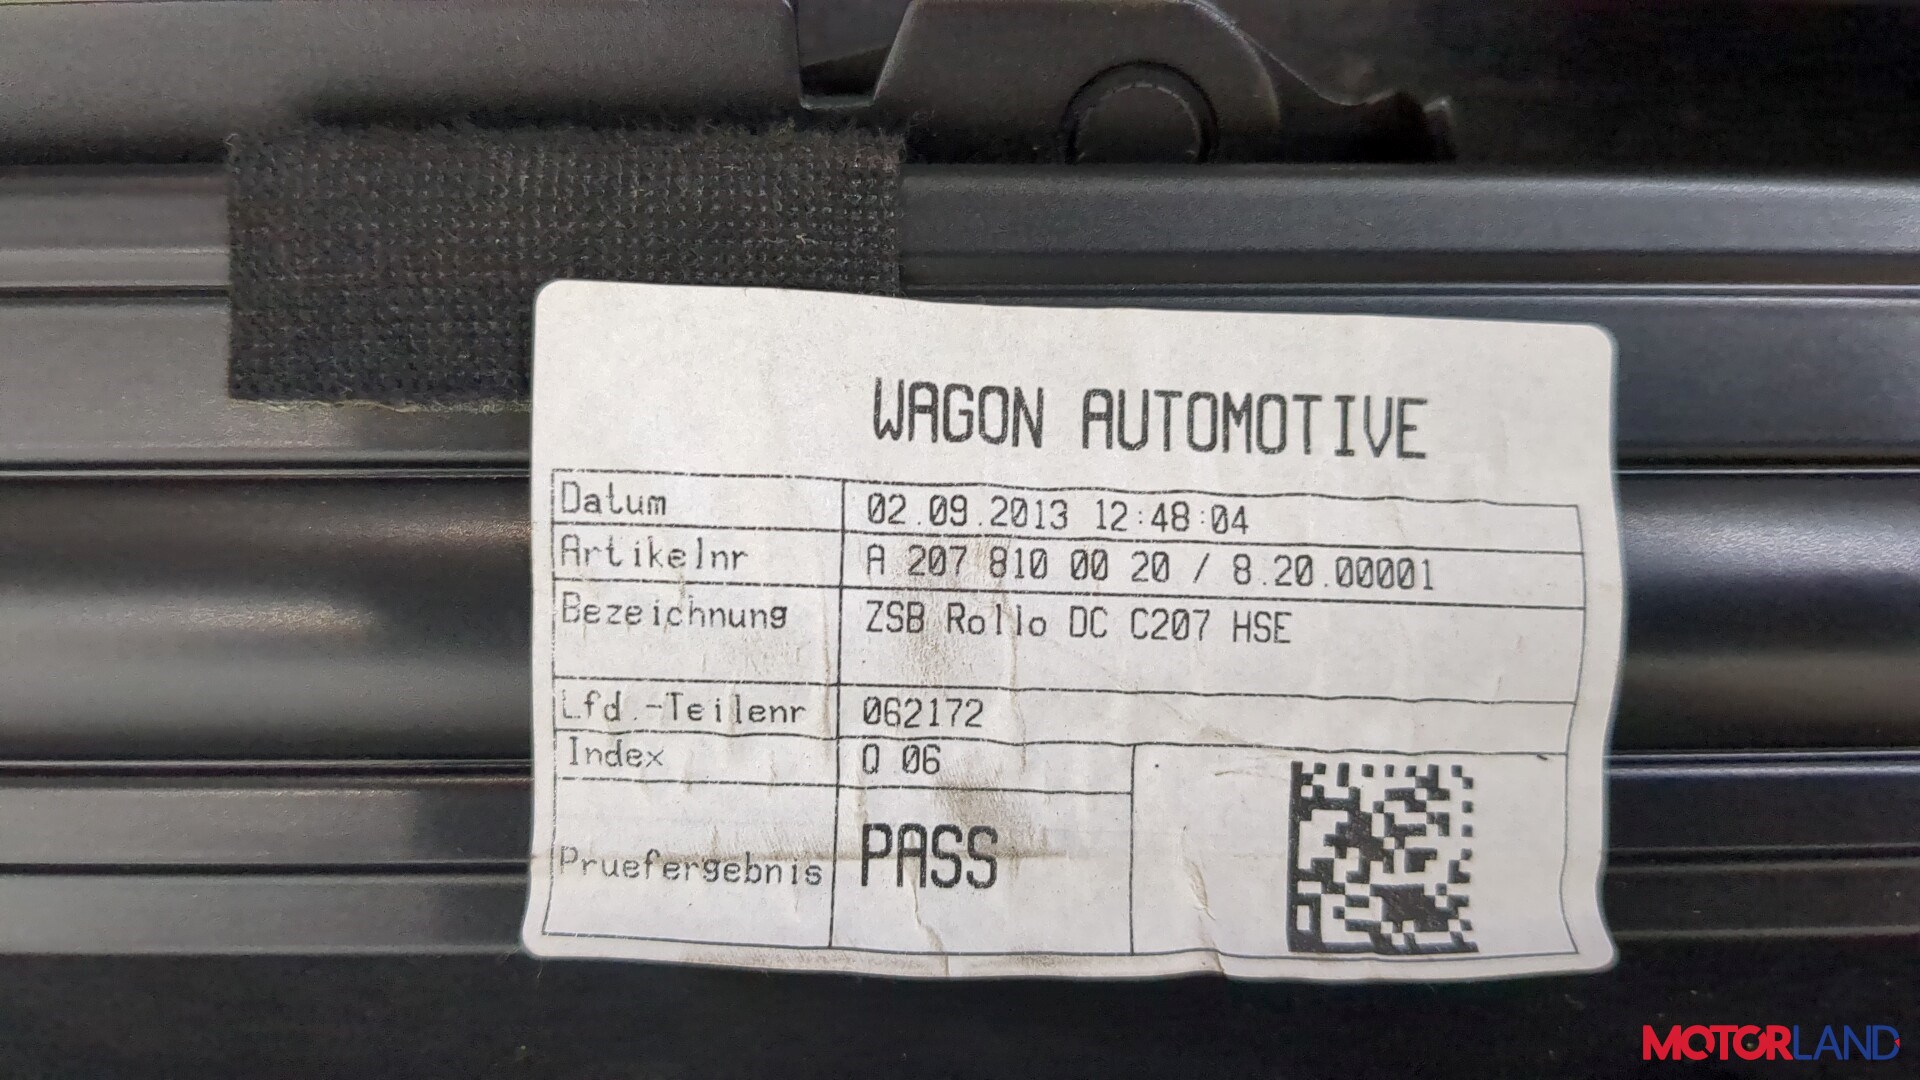 WAGON AUTOMOTIVE
Datum 02.09.2013 12:48:04
Artikelnr A 207 810 00 20 / 8.20.00001
Bezeichnung ZSB Rollo DC C207 HSE
Lfd.-Teilenr 062172
Index Q 06
Pruefergebnis PASS
MOTORLAND